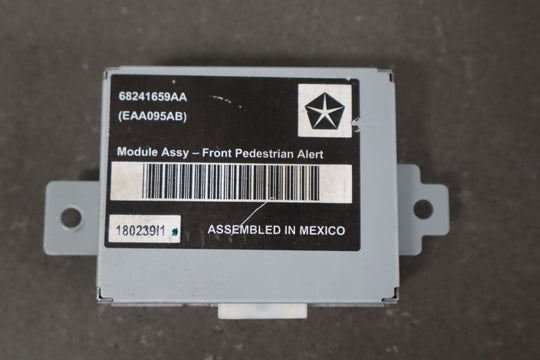 68241659AA
(EAA095AB)
Module Assy – Front Pedestrian Alert
180239I1
ASSEMBLED IN MEXICO